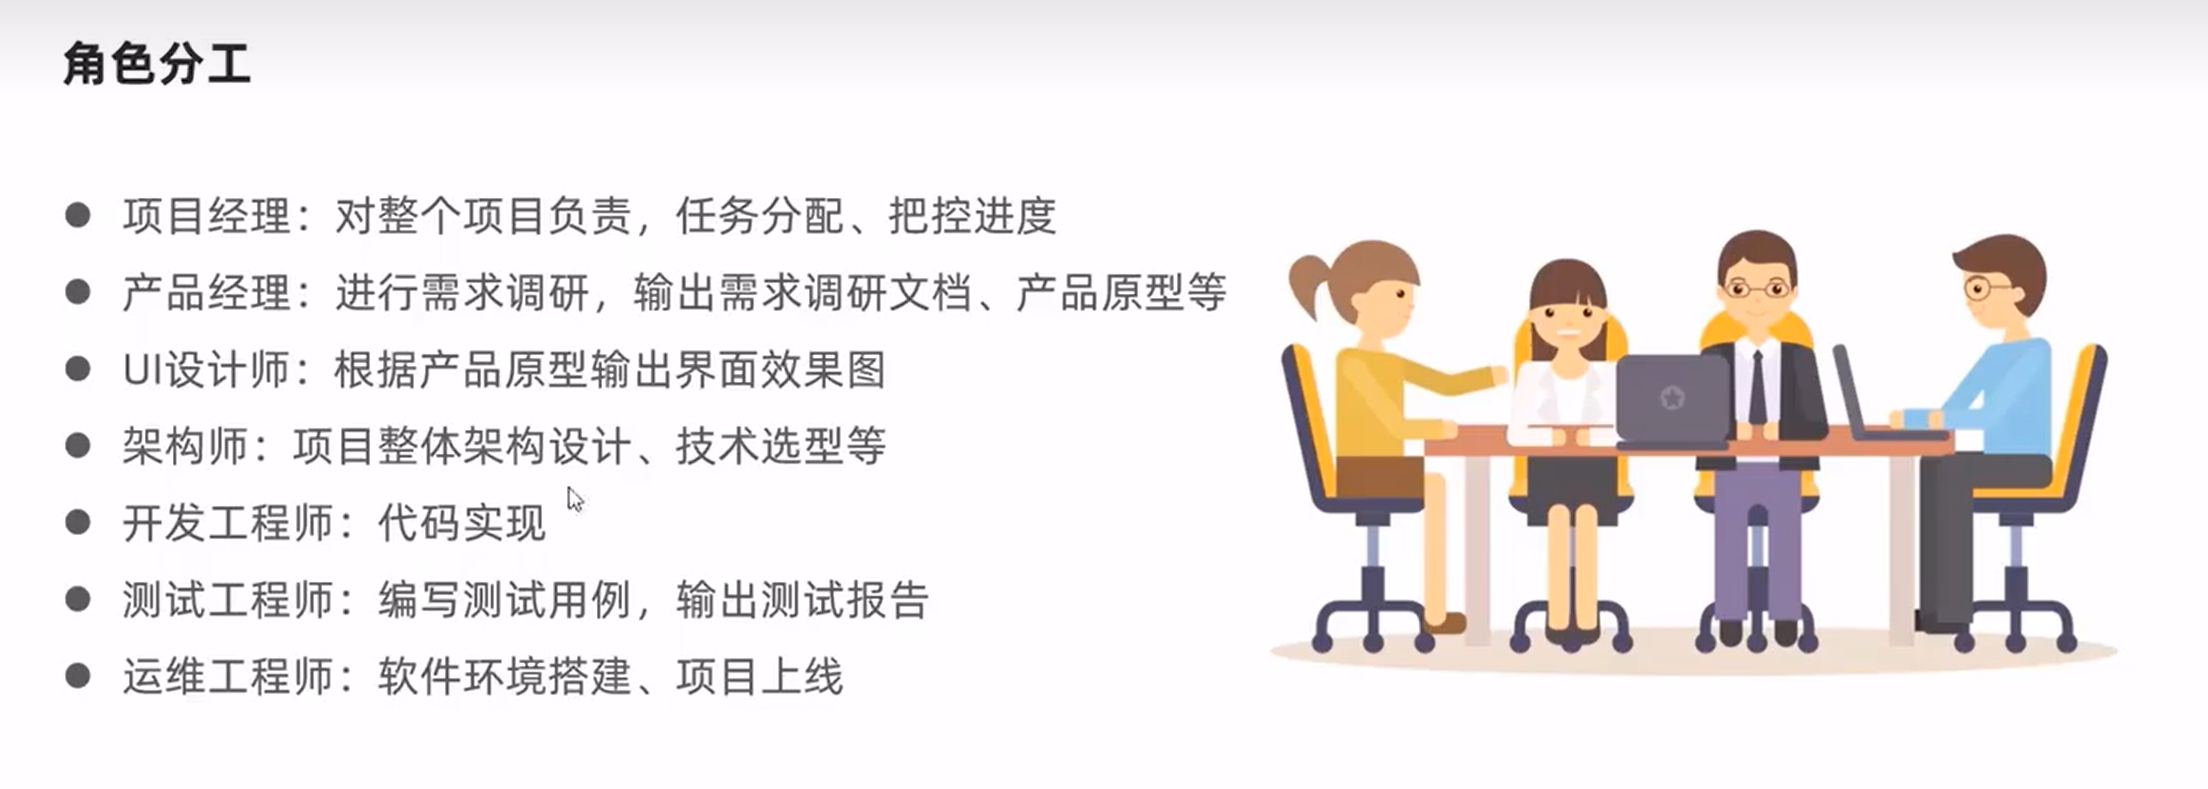 角色分工
● 项目经理：对整个项目负责，任务分配、把控进度
● 产品经理：进行需求调研，输出需求调研文档、产品原型等
● UI设计师：根据产品原型输出界面效果图
● 架构师：项目整体架构设计、技术选型等
● 开发工程师：代码实现
● 测试工程师：编写测试用例，输出测试报告
● 运维工程师：软件环境搭建、项目上线